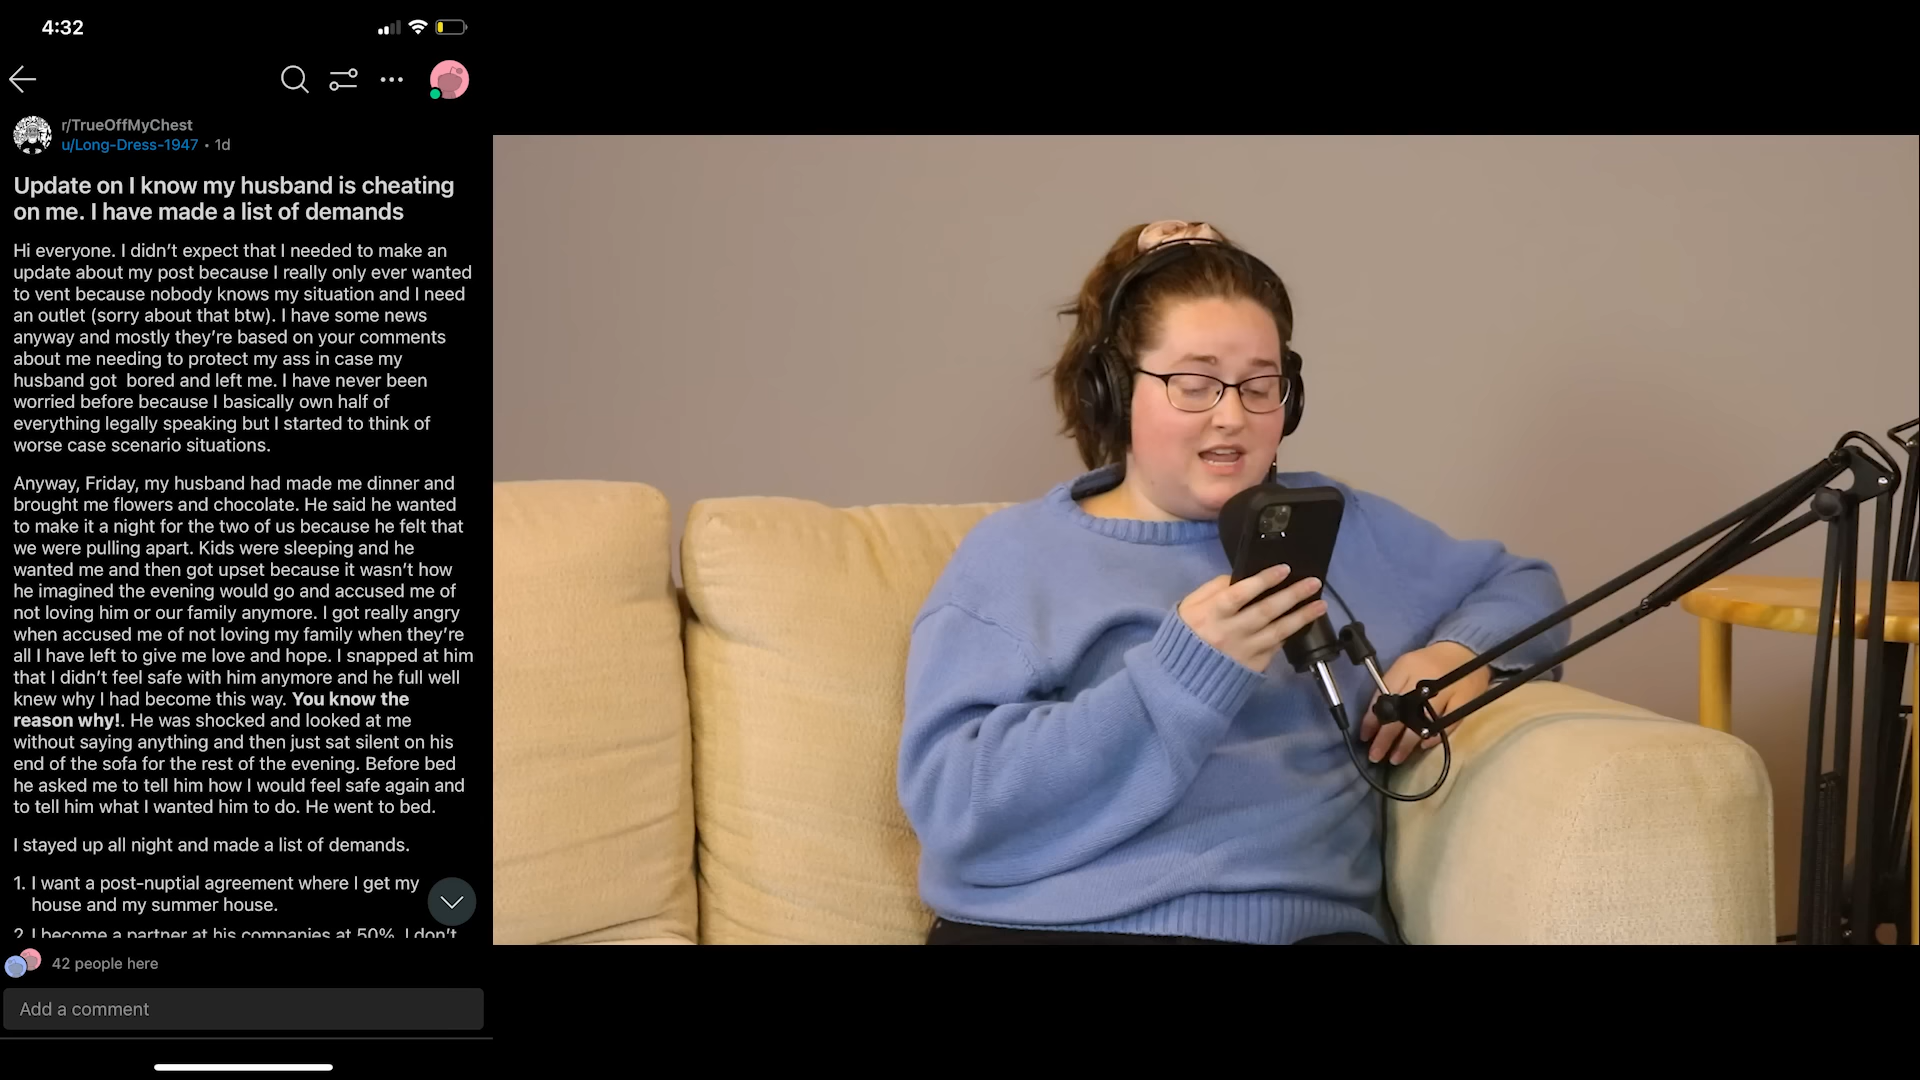 4:32
r/TrueOffMyChest
u/Long-Dress-1947 • 1d
Update on I know my husband is cheating
on me. I have made a list of demands
Hi everyone. I didn’t expect that I needed to make an
update about my post because I really only ever wanted
to vent because nobody knows my situation and I need
an outlet (sorry about that btw). I have some news
anyway and mostly they’re based on your comments
about me needing to protect my ass in case my
husband got  bored and left me. I have never been
worried before because I basically own half of
everything legally speaking but I started to think of
worse case scenario situations.
Anyway, Friday, my husband had made me dinner and
brought me flowers and chocolate. He said he wanted
to make it a night for the two of us because he felt that
we were pulling apart. Kids were sleeping and he
wanted me and then got upset because it wasn’t how
he imagined the evening would go and accused me of
not loving him or our family anymore. I got really angry
when accused me of not loving my family when they’re
all I have left to give me love and hope. I snapped at him
that I didn’t feel safe with him anymore and he full well
knew why I had become this way. You know the
reason why!. He was shocked and looked at me
without saying anything and then just sat silent on his
end of the sofa for the rest of the evening. Before bed
he asked me to tell him how I would feel safe again and
to tell him what I wanted him to do. He went to bed.
I stayed up all night and made a list of demands.
1. I want a post-nuptial agreement where I get my
house and my summer house.
2. I become a partner at his companies at 50%. I don’t
42 people here
Add a comment